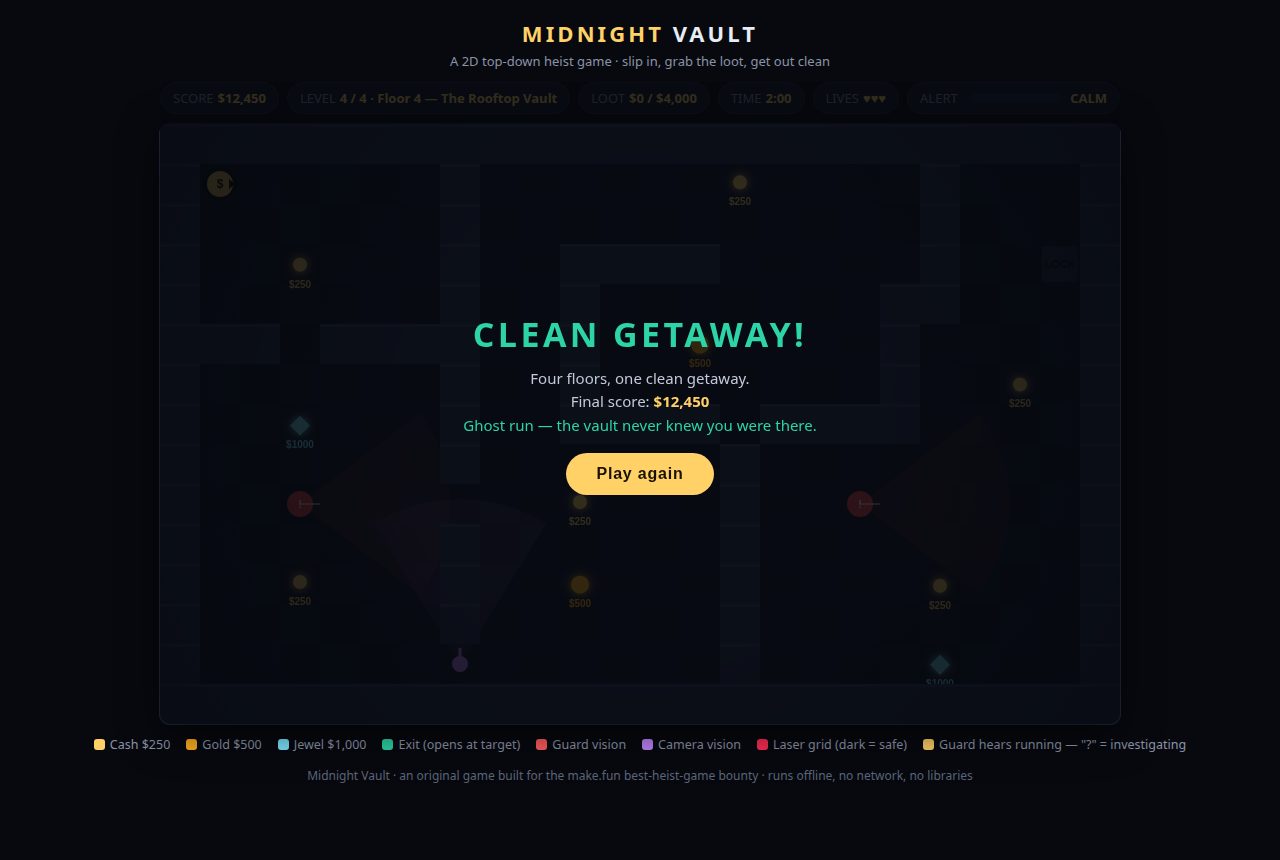 MIDNIGHT VAULT
A 2D top-down heist game · slip in, grab the loot, get out clean
SCORE $12,450 LEVEL 4 / 4 · Floor 4 — The Rooftop Vault LOOT $0 / $4,000 TIME 2:00 LIVES ♥♥♥ ALERT CALM
$
$250
$250
LOCK
CLEAN GETAWAY!
$500
Four floors, one clean getaway.
Final score: $12,450
$250
Ghost run — the vault never knew you were there.
$1000
Play again
$250
$250
$500
$250
$1000
Cash $250 Gold $500 Jewel $1,000 Exit (opens at target) Guard vision Camera vision Laser grid (dark = safe) Guard hears running — "?" = investigating
Midnight Vault · an original game built for the make.fun best-heist-game bounty · runs offline, no network, no libraries